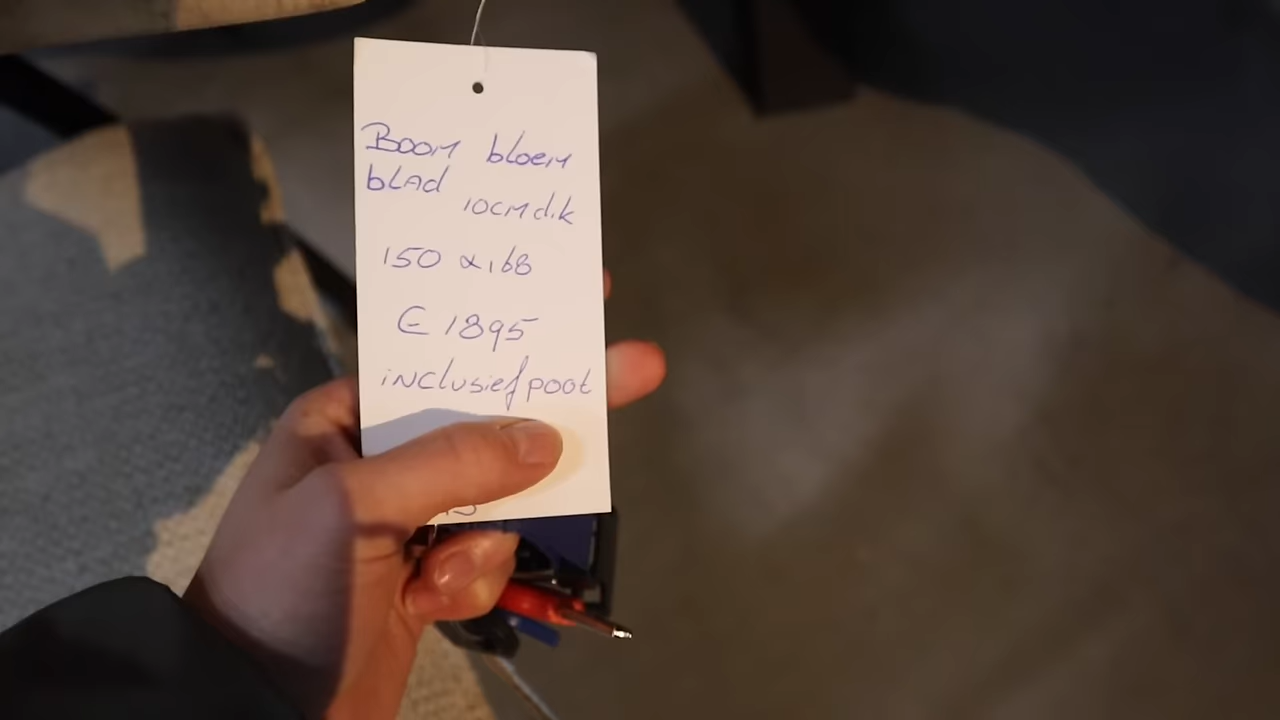 Boom bloem
blad
10cm dik
150 x 168
€ 1895
inclusief poot